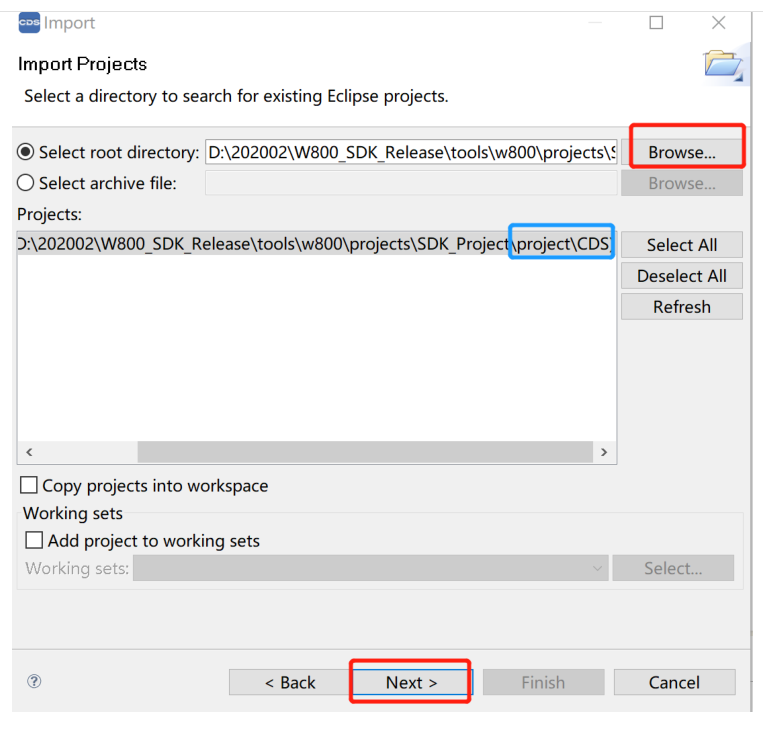 CDS Import
Import Projects
Select a directory to search for existing Eclipse projects.
Select root directory: D:\202002\W800_SDK_Release\tools\w800\projects\S Browse...
Select archive file: Browse...
Projects:
D:\202002\W800_SDK_Release\tools\w800\projects\SDK_Project\project\CDS Select All
Deselect All
Refresh
Copy projects into workspace
Working sets
Add project to working sets
Working sets: Select...
? < Back Next > Finish Cancel